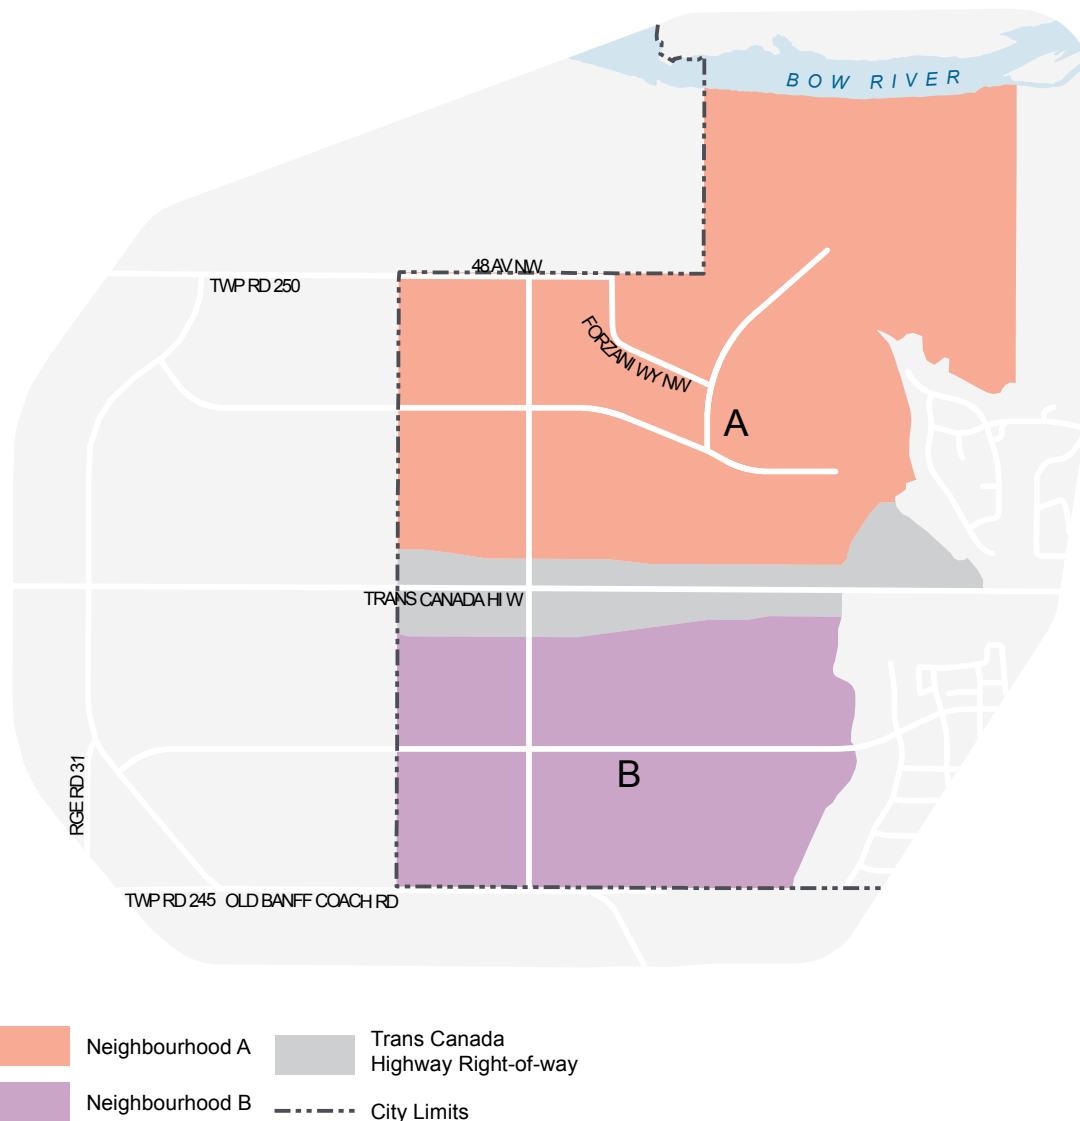 BOW RIVER
48 AV NW
TWP RD 250
FORZANI WY NW
A
TRANS CANADA HI W
B
RGE RD 31
TWP RD 245 OLD BANFF COACH RD
Neighbourhood A
Trans Canada
Highway Right-of-way
Neighbourhood B
City Limits